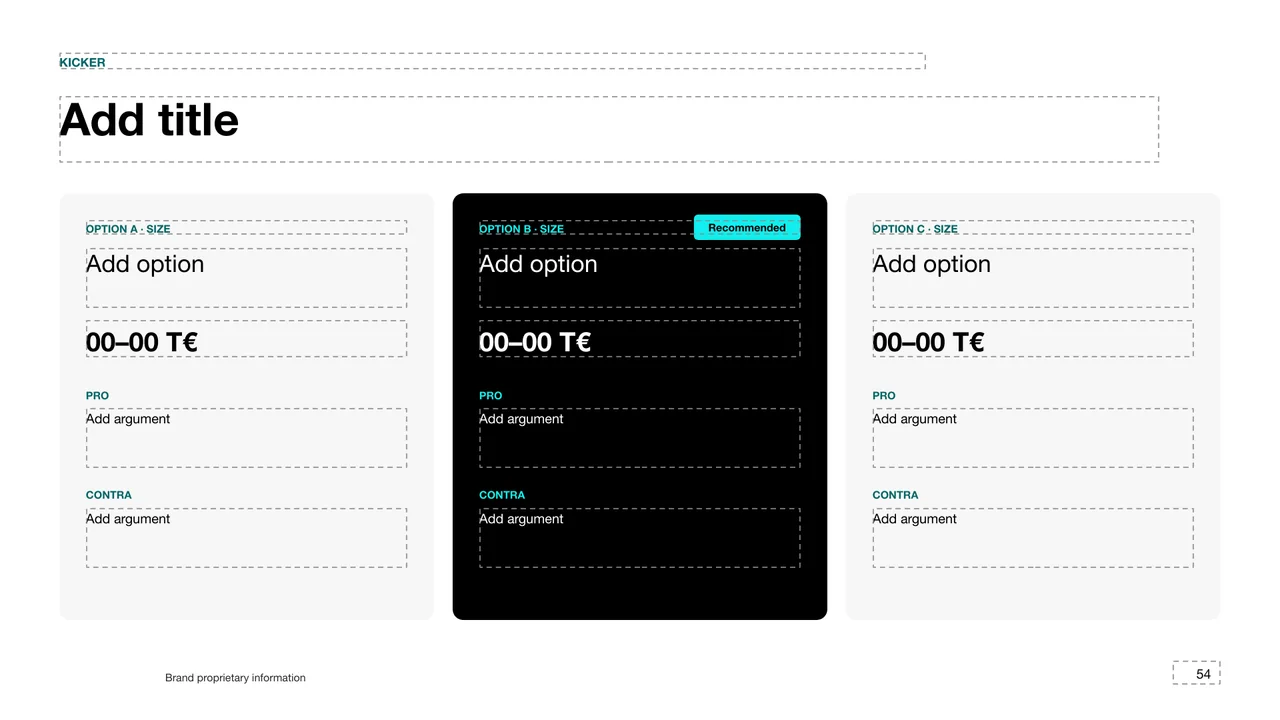 KICKER
Add title
OPTION A · SIZE
Add option
00–00 T€
PRO
Add argument
CONTRA
Add argument
OPTION B · SIZE
Recommended
Add option
00–00 T€
PRO
Add argument
CONTRA
Add argument
OPTION C · SIZE
Add option
00–00 T€
PRO
Add argument
CONTRA
Add argument
Brand proprietary information
54